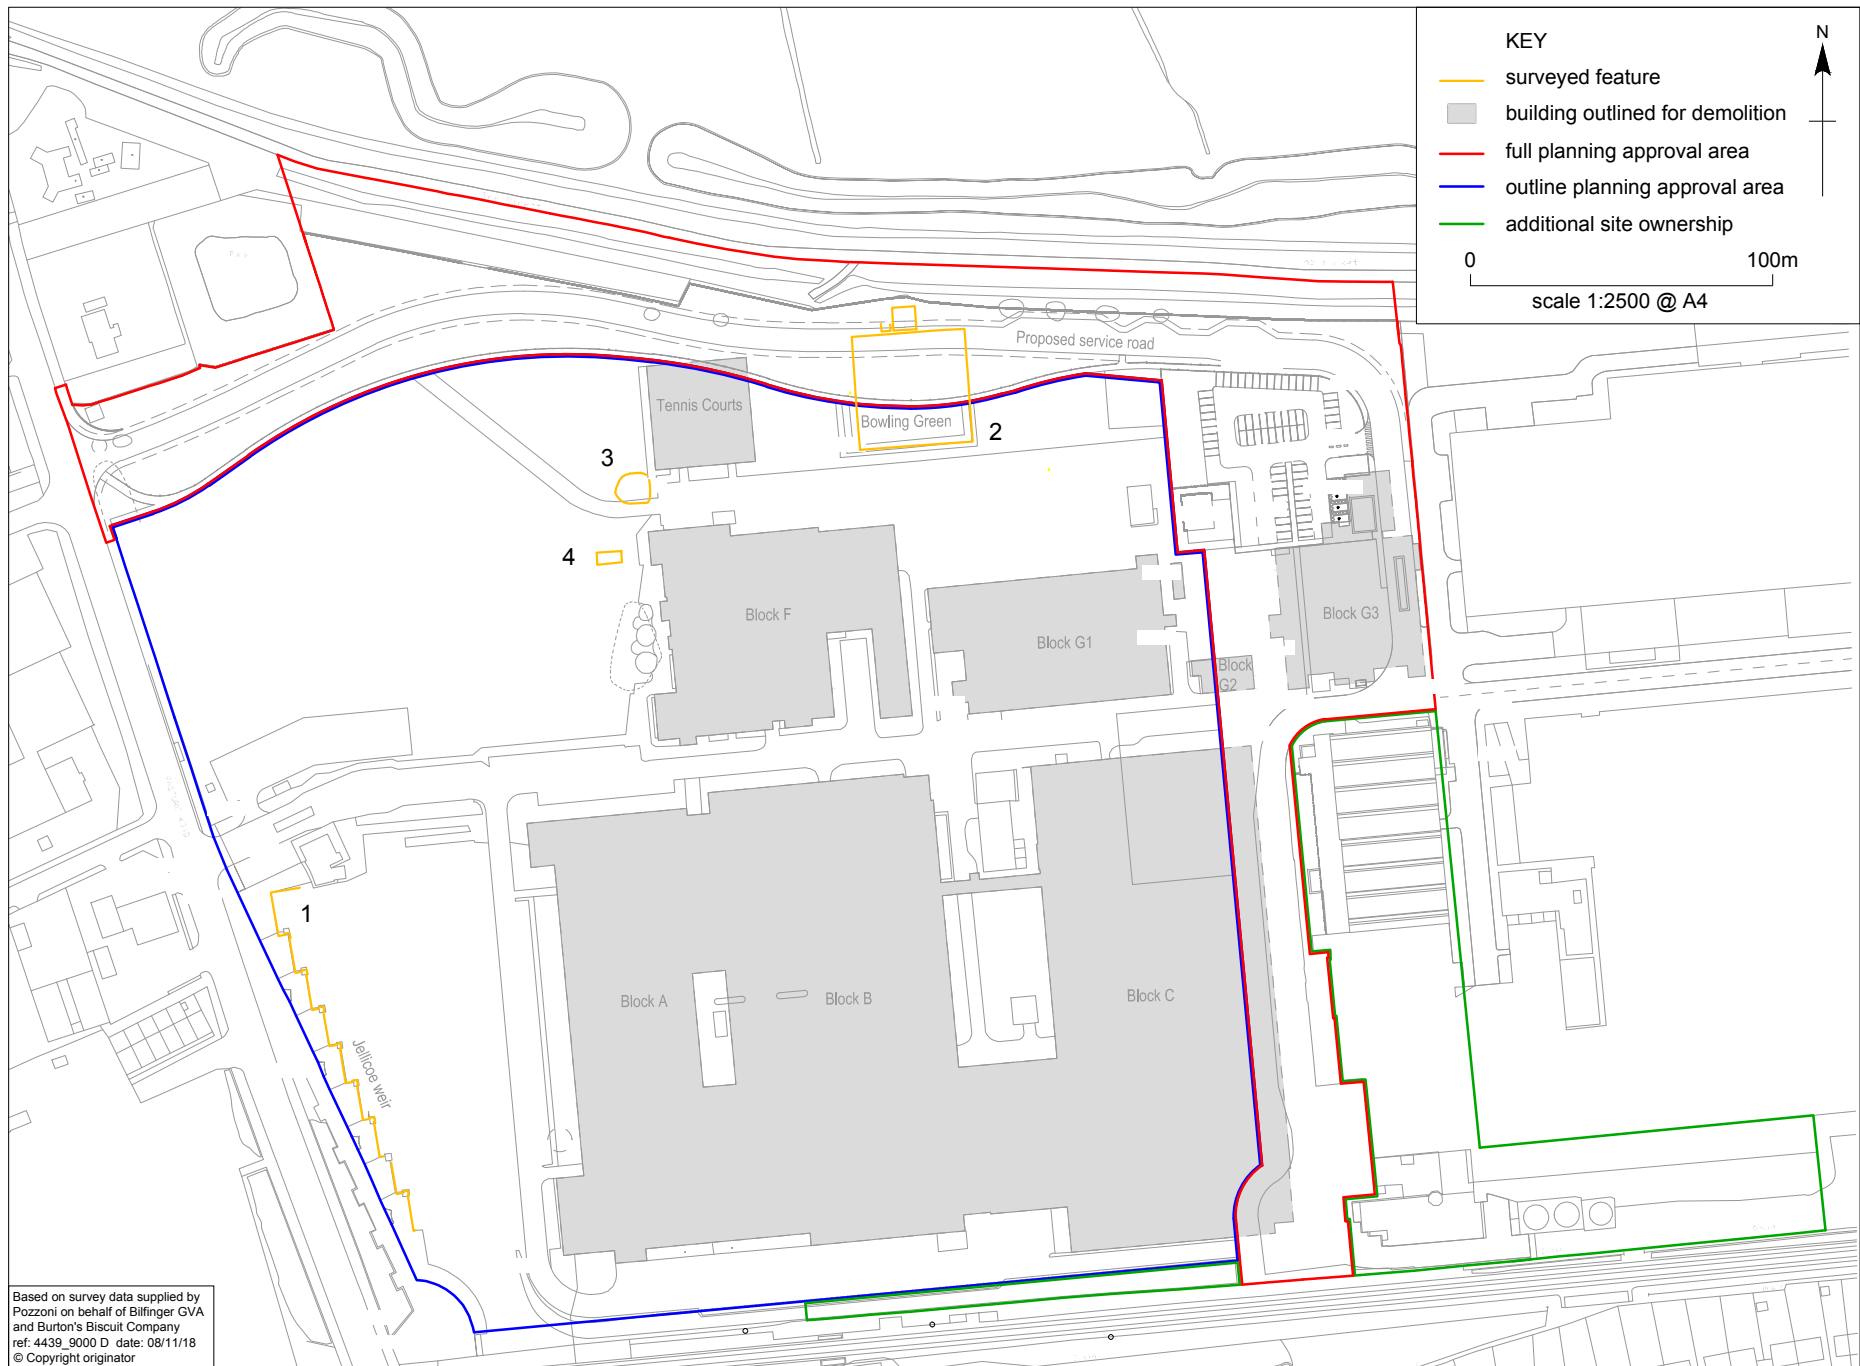 KEY
N
surveyed feature
building outlined for demolition
full planning approval area
outline planning approval area
additional site ownership
0 100m
scale 1:2500 @ A4
Proposed service road
Tennis Courts
Bowling Green
2
3
4
Block F
Block G1
Block G3
Block
G2
1
Jellicoe weir
Block A
Block B
Block C
Based on survey data supplied by
Pozzoni on behalf of Bilfinger GVA
and Burton's Biscuit Company
ref: 4439_9000 D date: 08/11/18
© Copyright originator